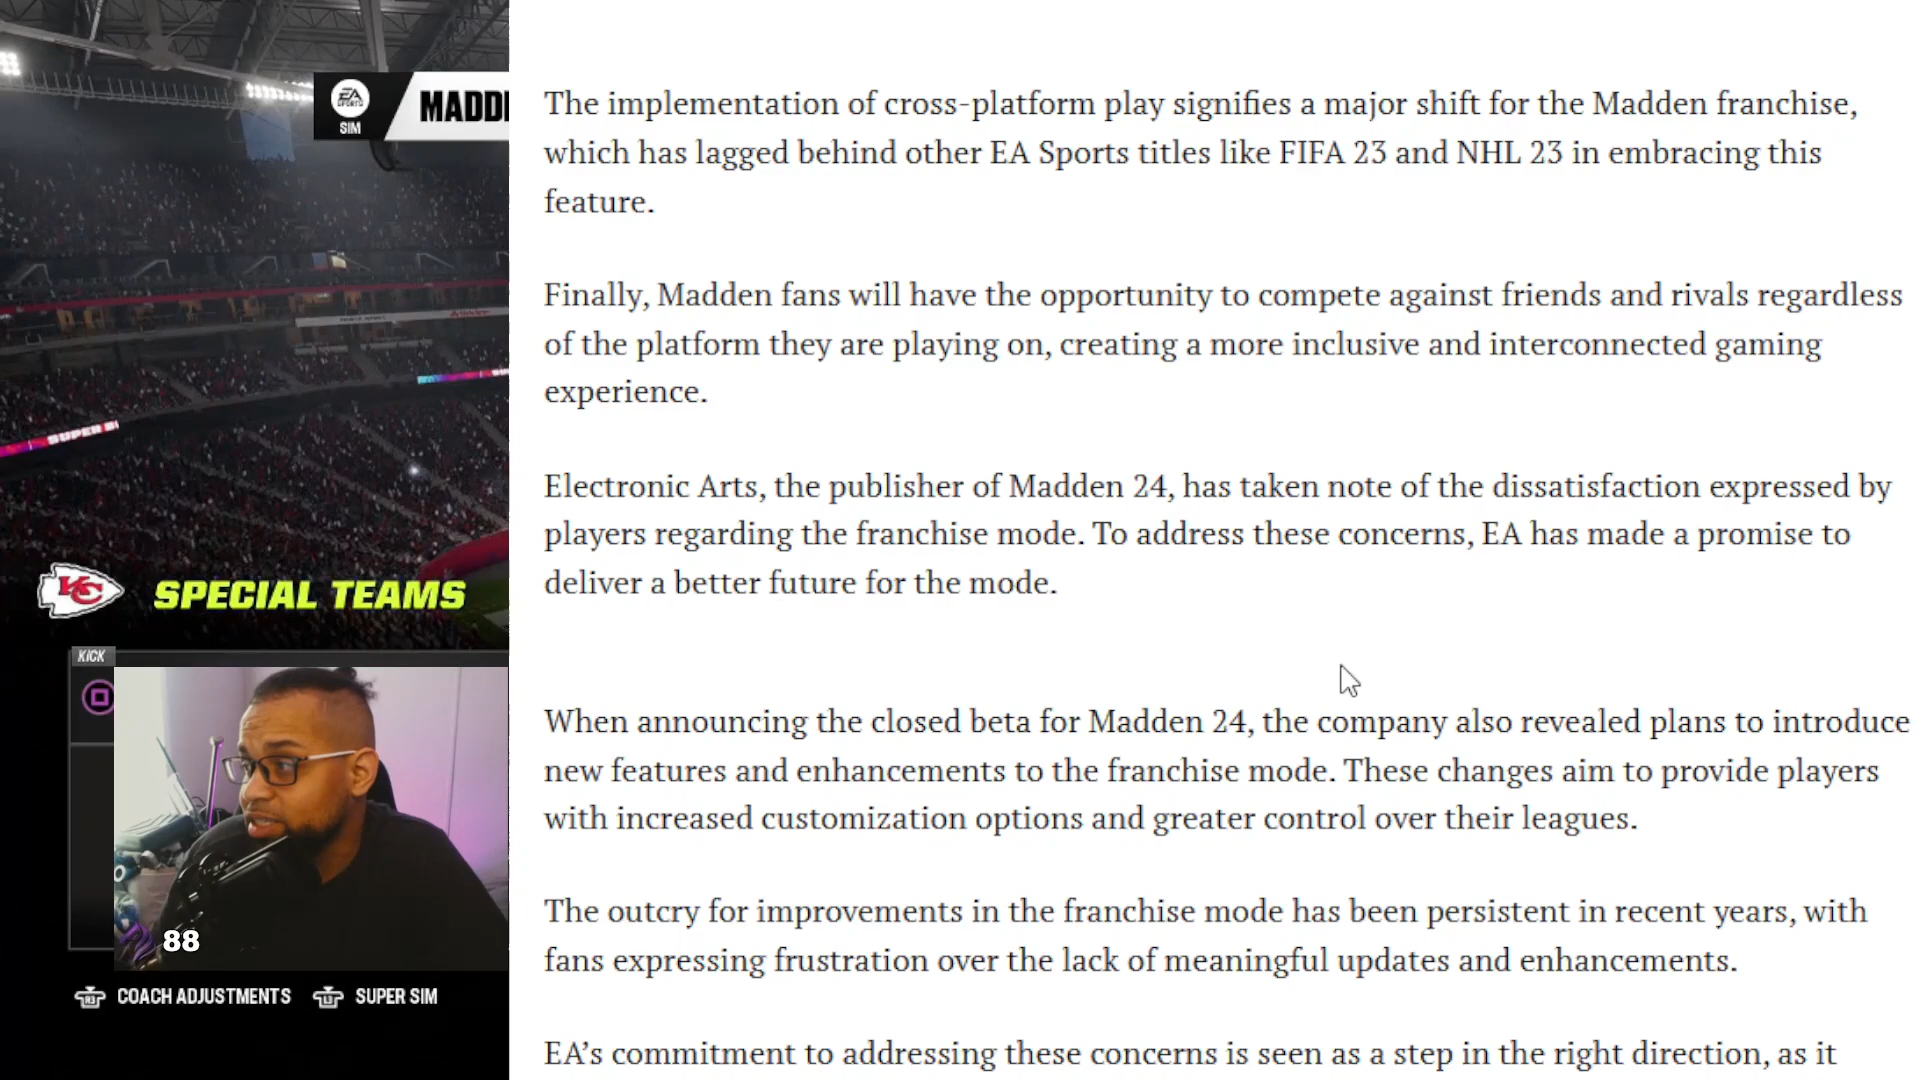 EA SPORTS
SIM
MADD
SUPER
SPECIAL TEAMS
KICK
88
R3 COACH ADJUSTMENTS L3 SUPER SIM
The implementation of cross-platform play signifies a major shift for the Madden franchise,
which has lagged behind other EA Sports titles like FIFA 23 and NHL 23 in embracing this
feature.
Finally, Madden fans will have the opportunity to compete against friends and rivals regardless
of the platform they are playing on, creating a more inclusive and interconnected gaming
experience.
Electronic Arts, the publisher of Madden 24, has taken note of the dissatisfaction expressed by
players regarding the franchise mode. To address these concerns, EA has made a promise to
deliver a better future for the mode.
When announcing the closed beta for Madden 24, the company also revealed plans to introduce
new features and enhancements to the franchise mode. These changes aim to provide players
with increased customization options and greater control over their leagues.
The outcry for improvements in the franchise mode has been persistent in recent years, with
fans expressing frustration over the lack of meaningful updates and enhancements.
EA’s commitment to addressing these concerns is seen as a step in the right direction, as it